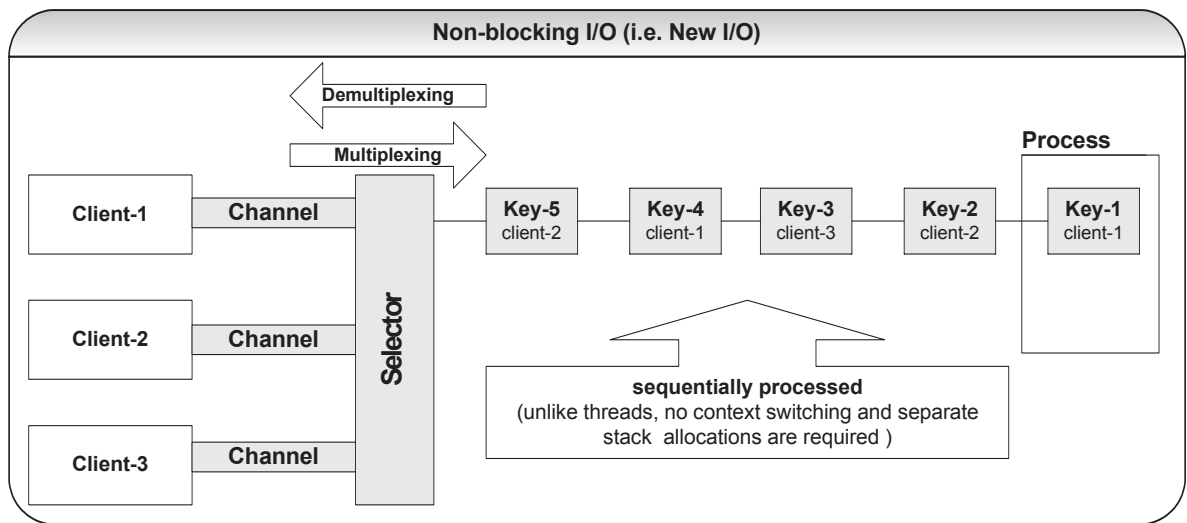 Non-blocking I/O (i.e. New I/O)
Demultiplexing
Multiplexing
Process
Client-1
Channel
Key-5
client-2
Key-4
client-1
Key-3
client-3
Key-2
client-2
Key-1
client-1
Selector
Client-2
Channel
sequentially processed
(unlike threads, no context switching and separate
stack allocations are required )
Client-3
Channel